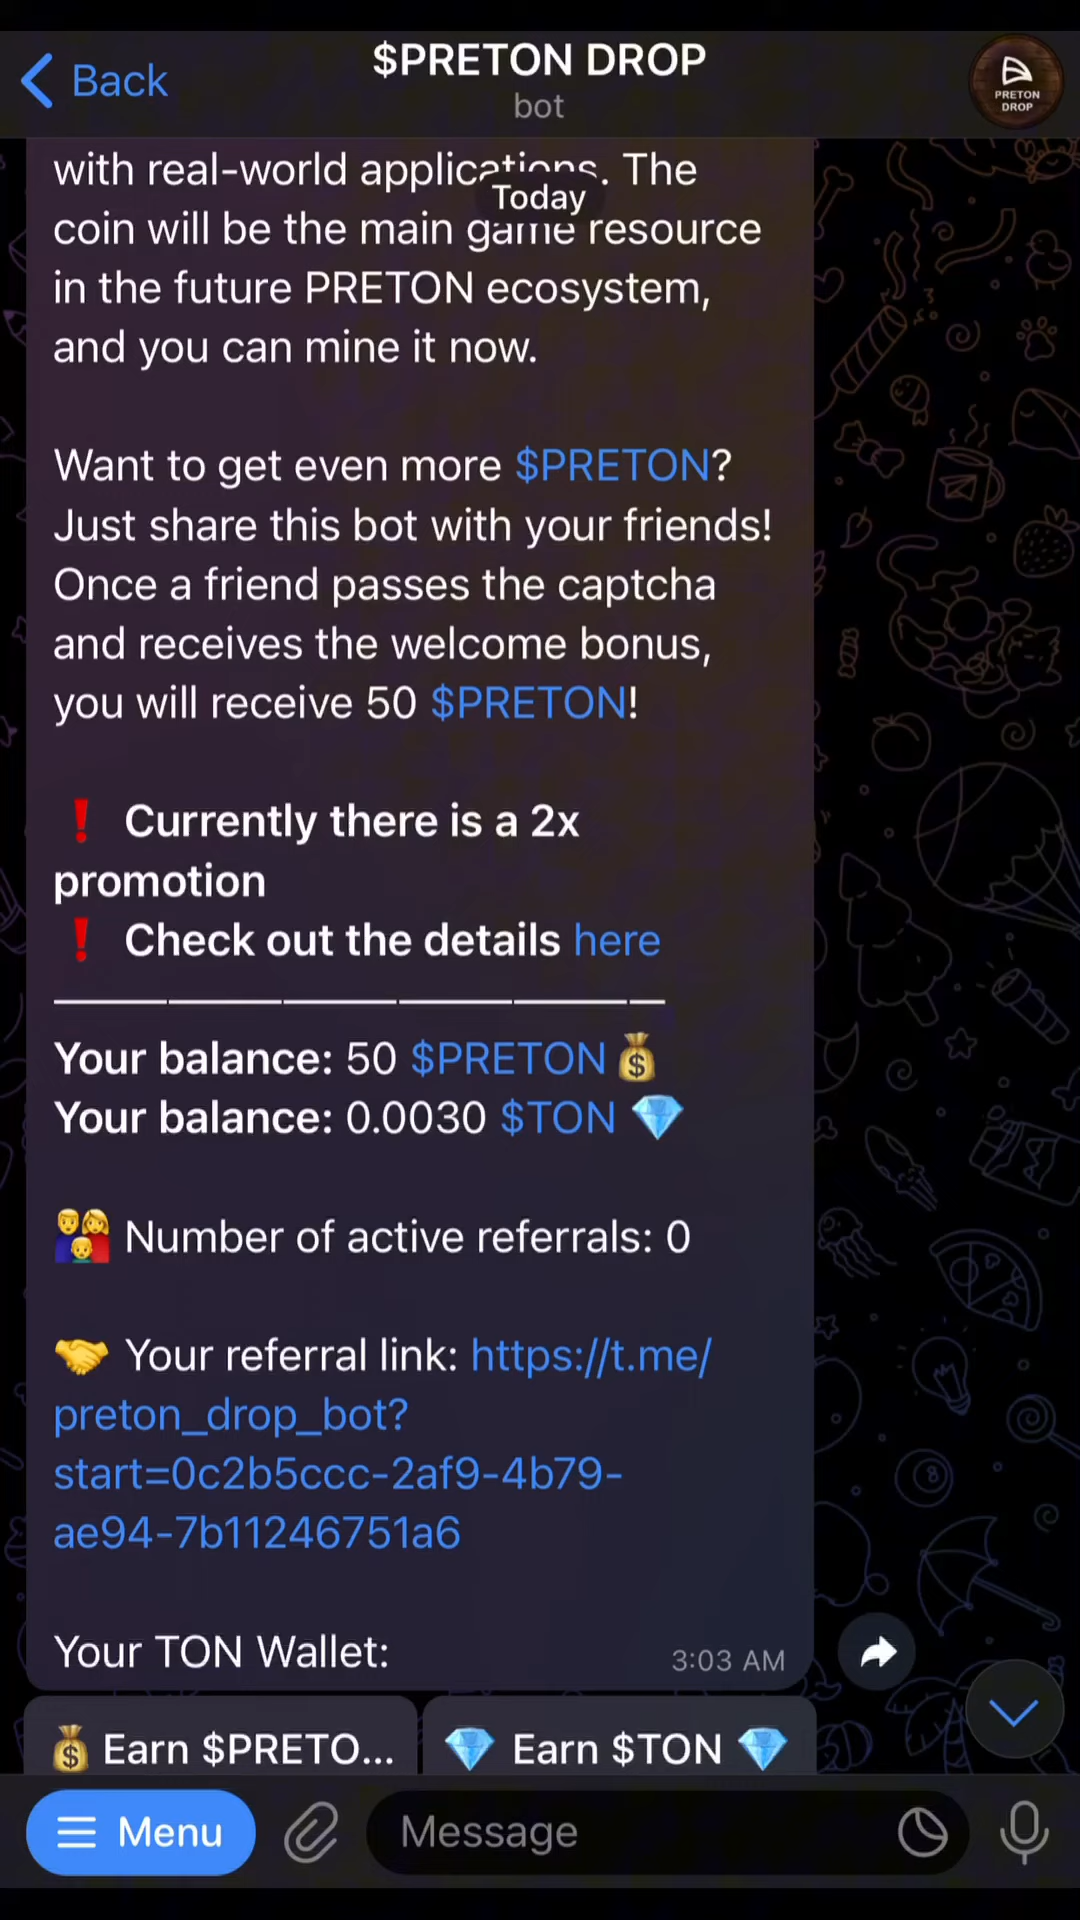 Back
$PRETON DROP
bot
PRETON
DROP
with real-world applications. The
Today
coin will be the main game resource
in the future PRETON ecosystem,
and you can mine it now.
Want to get even more $PRETON?
Just share this bot with your friends!
Once a friend passes the captcha
and receives the welcome bonus,
you will receive 50 $PRETON!
❗ Currently there is a 2x
promotion
❗ Check out the details here
Your balance: 50 $PRETON 💰
Your balance: 0.0030 $TON 💎
👨‍👩‍👦 Number of active referrals: 0
🤝 Your referral link: https://t.me/
preton_drop_bot?
start=0c2b5ccc-2af9-4b79-
ae94-7b11246751a6
Your TON Wallet:
3:03 AM
💰 Earn $PRETO...
💎 Earn $TON 💎
Menu
Message